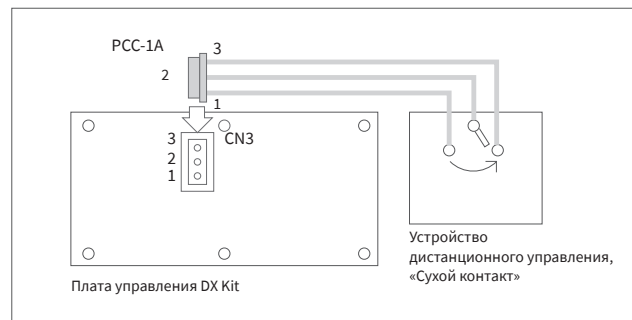 PCC-1A
3
2
1
3
CN3
2
1
Устройство
дистанционного управления,
«Сухой контакт»
Плата управления DX Kit